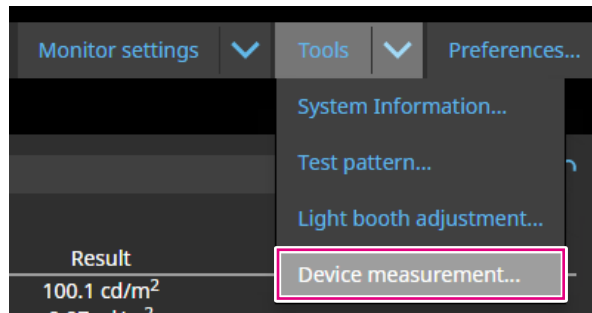 Monitor settings Tools Preferences...
System Information...
Test pattern...
Light booth adjustment...
Device measurement...
Result
100.1 cd/m²